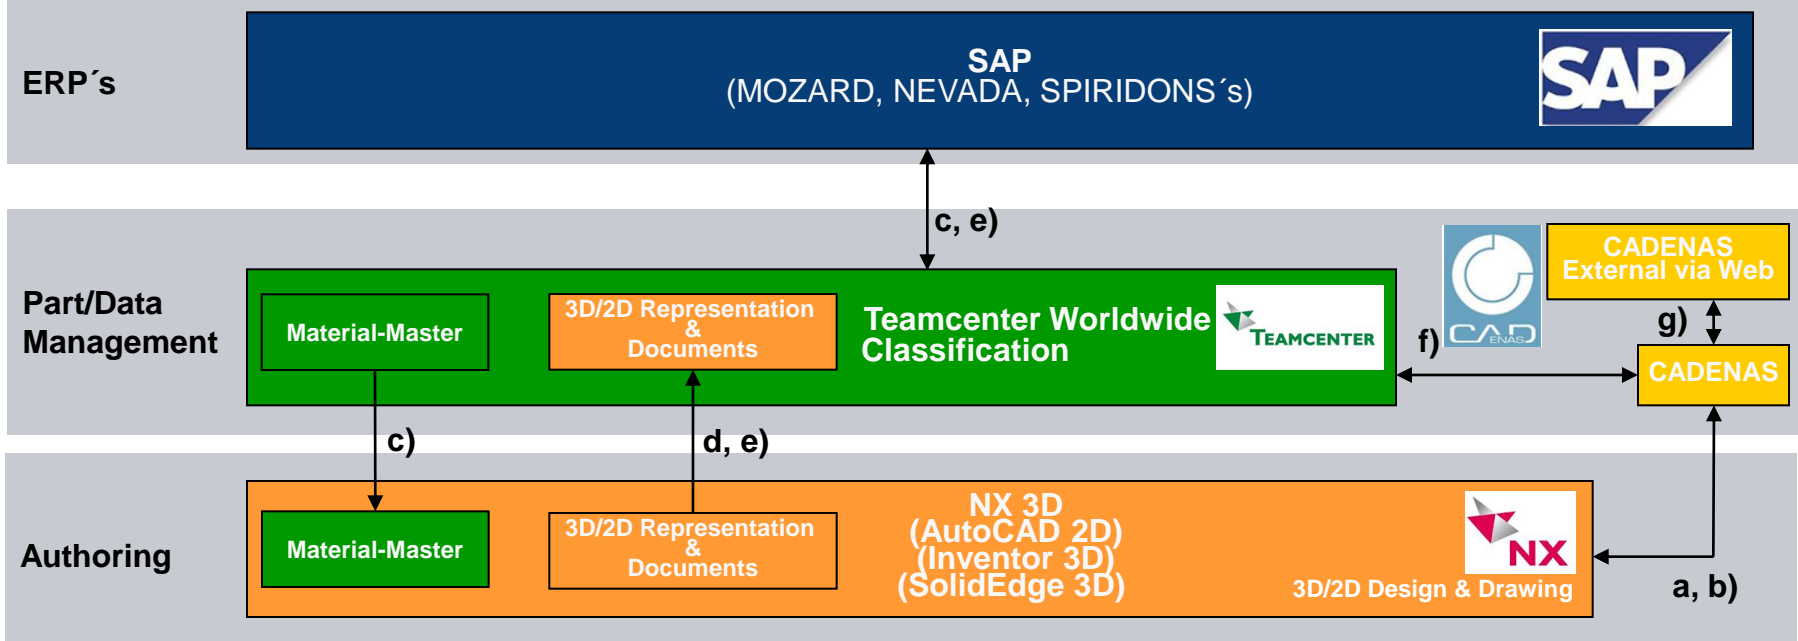 ERP´s
SAP
(MOZARD, NEVADA, SPIRIDONS´s)
SAP
c, e)
Part/Data
Management
Material-Master
3D/2D Representation
&
Documents
Teamcenter Worldwide
Classification
TEAMCENTER
f)
CADENAS
CADENAS
External via Web
g)
CADENAS
c)
d, e)
Authoring
Material-Master
3D/2D Representation
&
Documents
NX 3D
(AutoCAD 2D)
(Inventor 3D)
(SolidEdge 3D)
NX
3D/2D Design & Drawing
a, b)